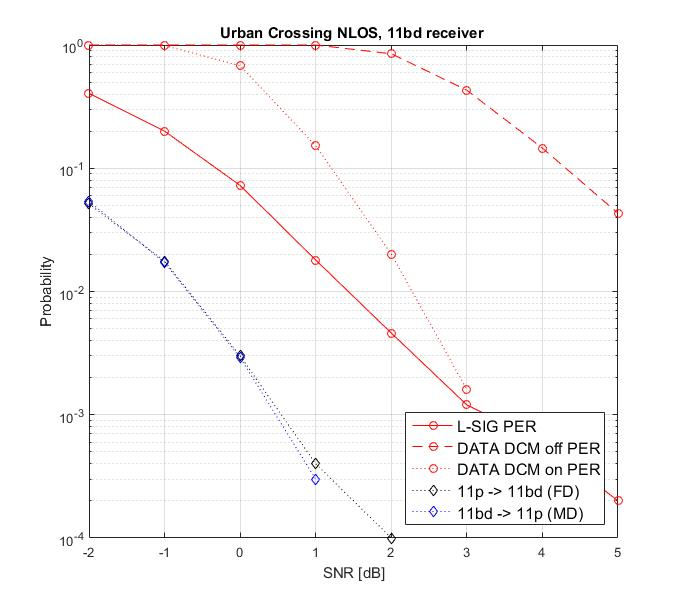 Urban Crossing NLOS, 11bd receiver
10^0
10^-1
10^-2
10^-3
10^-4
Probability
-2 -1 0 1 2 3 4 5
SNR [dB]
L-SIG PER
DATA DCM off PER
DATA DCM on PER
11p -> 11bd (FD)
11bd -> 11p (MD)